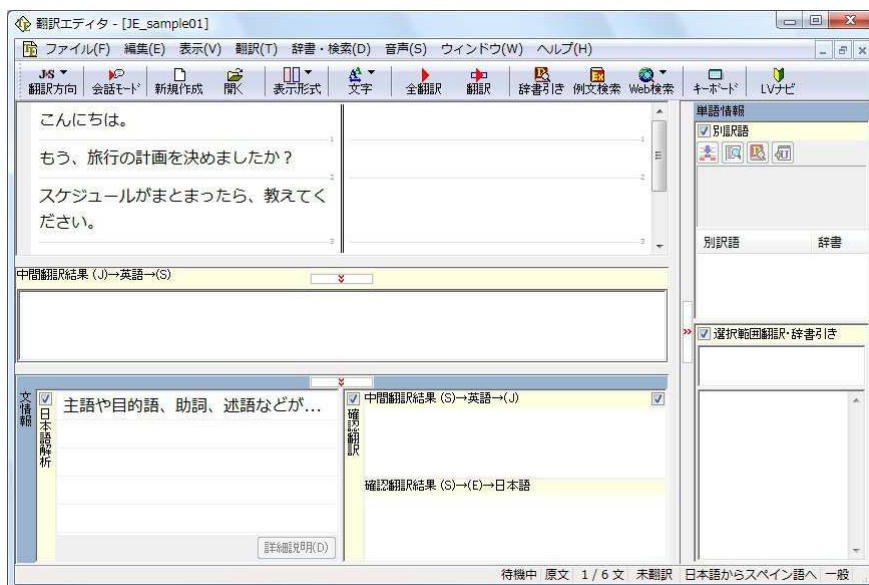 翻訳エディタ - [JE_sample01]
ファイル(F) 編集(E) 表示(V) 翻訳(T) 辞書・検索(D) 音声(S) ウィンドウ(W) ヘルプ(H)
J/S
翻訳方向 会話モード 新規作成 開く 表示形式 文字 全翻訳 翻訳 辞書引き 例文検索 Web検索 キーボード LVナビ
こんにちは。
1 1
もう、旅行の計画を決めましたか？
2 2
スケジュールがまとまったら、教えてく
ださい。
3 3
単語情報
別訳語
別訳語 辞書
中間翻訳結果 (J)→英語→(S)
選択範囲翻訳・辞書引き
文情報
日本語解析
主語や目的語、助詞、述語などが...
詳細説明(D)
確認翻訳
中間翻訳結果 (S)→英語→(J)
確認翻訳結果 (S)→(E)→日本語
待機中 原文 1 / 6 文 未翻訳 日本語からスペイン語へ 一般